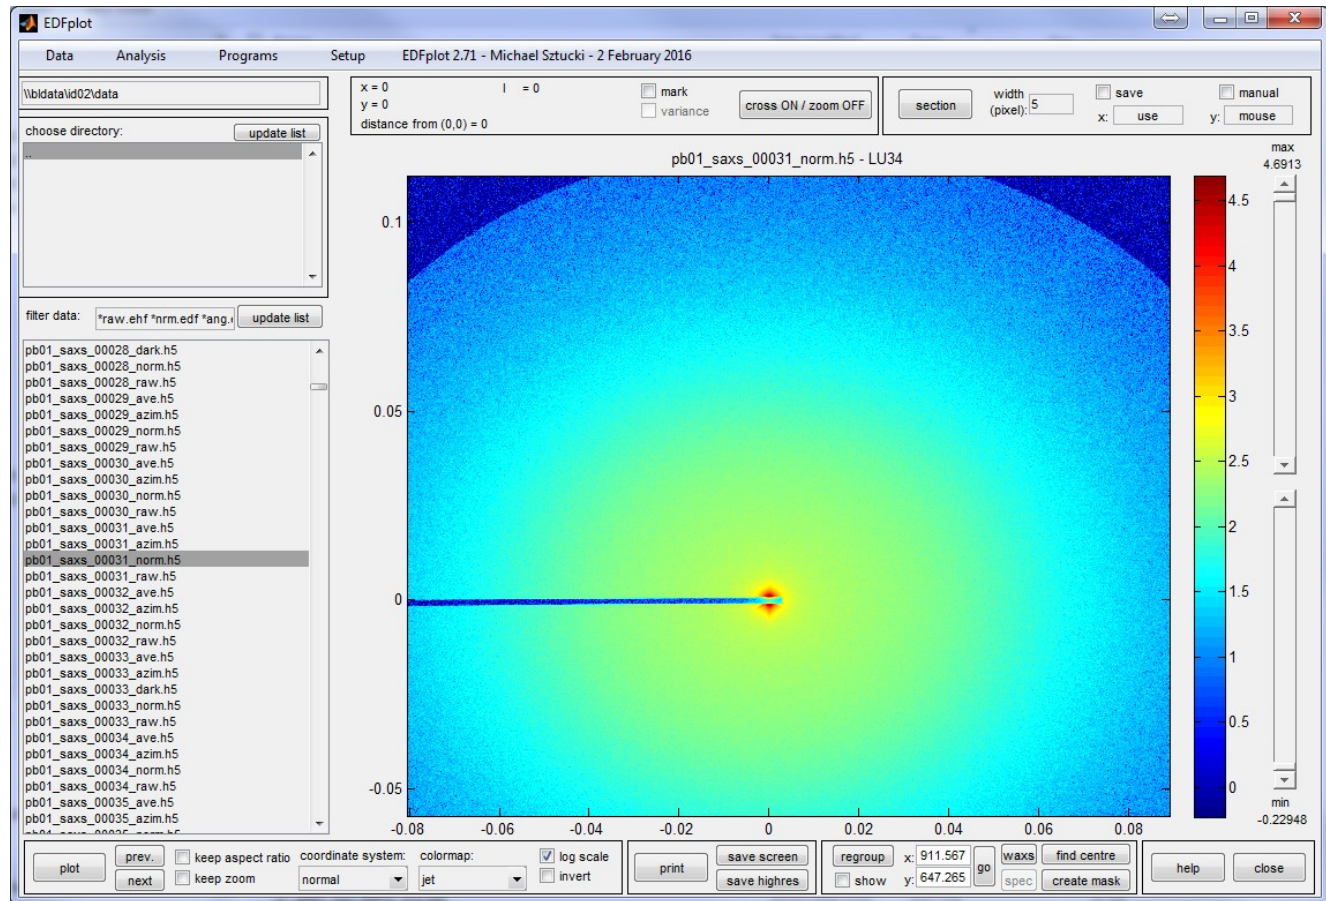 EDFplot
Data Analysis Programs Setup EDFplot 2.71 - Michael Sztucki - 2 February 2016
\\bldata\id02\data
choose directory: update list
..
filter data: *raw.ehf *nrm.edf *ang. update list
pb01_saxs_00028_dark.h5
pb01_saxs_00028_norm.h5
pb01_saxs_00028_raw.h5
pb01_saxs_00029_ave.h5
pb01_saxs_00029_azim.h5
pb01_saxs_00029_norm.h5
pb01_saxs_00029_raw.h5
pb01_saxs_00030_ave.h5
pb01_saxs_00030_azim.h5
pb01_saxs_00030_norm.h5
pb01_saxs_00030_raw.h5
pb01_saxs_00031_ave.h5
pb01_saxs_00031_azim.h5
pb01_saxs_00031_norm.h5
pb01_saxs_00031_raw.h5
pb01_saxs_00032_ave.h5
pb01_saxs_00032_azim.h5
pb01_saxs_00032_norm.h5
pb01_saxs_00032_raw.h5
pb01_saxs_00033_ave.h5
pb01_saxs_00033_azim.h5
pb01_saxs_00033_dark.h5
pb01_saxs_00033_norm.h5
pb01_saxs_00033_raw.h5
pb01_saxs_00034_ave.h5
pb01_saxs_00034_azim.h5
pb01_saxs_00034_norm.h5
pb01_saxs_00034_raw.h5
pb01_saxs_00035_ave.h5
pb01_saxs_00035_azim.h5
x = 0 I = 0
y = 0
distance from (0,0) = 0
mark
variance
cross ON / zoom OFF
section
width
(pixel): 5
save
x: use
manual
y: mouse
pb01_saxs_00031_norm.h5 - LU34
0.1
0.05
0
-0.05
-0.08 -0.06 -0.04 -0.02 0 0.02 0.04 0.06 0.08
4.5
4
3.5
3
2.5
2
1.5
1
0.5
0
max
4.6913
min
-0.22948
plot
prev.
next
keep aspect ratio
keep zoom
coordinate system:
normal
colormap:
jet
log scale
invert
print
save screen
save highres
regroup
show
x: 911.567
y: 647.265
go
waxs
spec
find centre
create mask
help
close